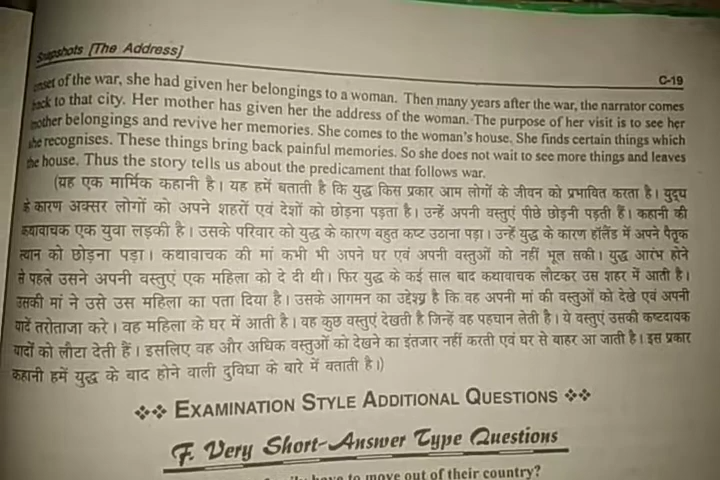 Snapshots [The Address]
C-19
onset of the war, she had given her belongings to a woman. Then many years after the war, the narrator comes
back to that city. Her mother has given her the address of the woman. The purpose of her visit is to see her
mother belongings and revive her memories. She comes to the woman's house. She finds certain things which
she recognises. These things bring back painful memories. So she does not wait to see more things and leaves
the house. Thus the story tells us about the predicament that follows war.
(यह एक मार्मिक कहानी है। यह हमें बताती है कि युद्ध किस प्रकार आम लोगों के जीवन को प्रभावित करता है। युद्ध
के कारण अक्सर लोगों को अपने शहरों एवं देशों को छोड़ना पड़ता है। उन्हें अपनी वस्तुएं पीछे छोड़नी पड़ती हैं। कहानी की
कथावाचक एक युवा लड़की है। उसके परिवार को युद्ध के कारण बहुत कष्ट उठाना पड़ा। उन्हें युद्ध के कारण हॉलैंड में अपने पैतृक
स्थान को छोड़ना पड़ा। कथावाचक की मां कभी भी अपने घर एवं अपनी वस्तुओं को नहीं भूल सकी। युद्ध आरंभ होने
से पहले उसने अपनी वस्तुएं एक महिला को दे दी थी। फिर युद्ध के कई साल बाद कथावाचक लौटकर उस शहर में आती है।
उसकी मां ने उसे उस महिला का पता दिया है। उसके आगमन का उद्देश्य है कि वह अपनी मां की वस्तुओं को देखे एवं अपनी
यादें तरोताजा करे। वह महिला के घर में आती है। वह कुछ वस्तुएं देखती है जिन्हें वह पहचान लेती है। ये वस्तुएं उसकी कष्टदायक
यादों को लौटा देती हैं। इसलिए वह और अधिक वस्तुओं को देखने का इंतजार नहीं करती एवं घर से बाहर आ जाती है। इस प्रकार
कहानी हमें युद्ध के बाद होने वाली दुविधा के बारे में बताती है।)
❖❖ EXAMINATION STYLE ADDITIONAL QUESTIONS ❖❖
F. Very Short-Answer Type Questions
have to move out of their country?